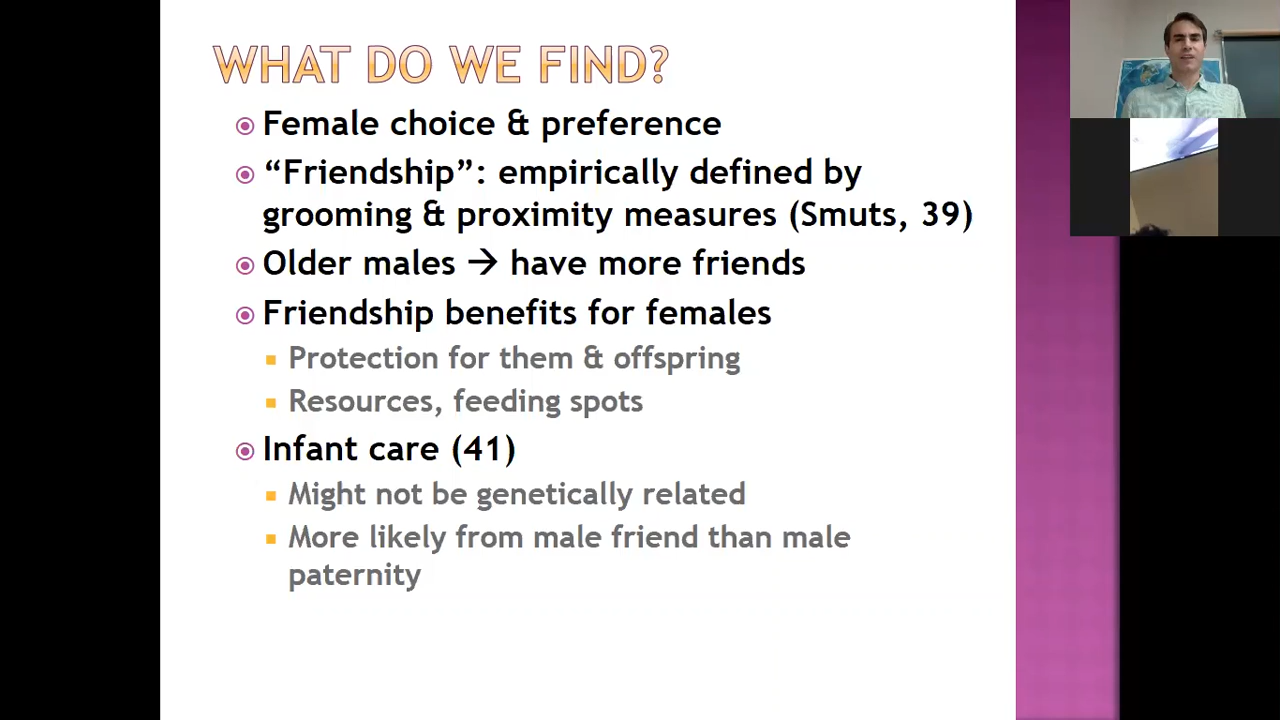 WHAT DO WE FIND?
Female choice & preference
“Friendship”: empirically defined by
grooming & proximity measures (Smuts, 39)
Older males → have more friends
Friendship benefits for females
Protection for them & offspring
Resources, feeding spots
Infant care (41)
Might not be genetically related
More likely from male friend than male
paternity